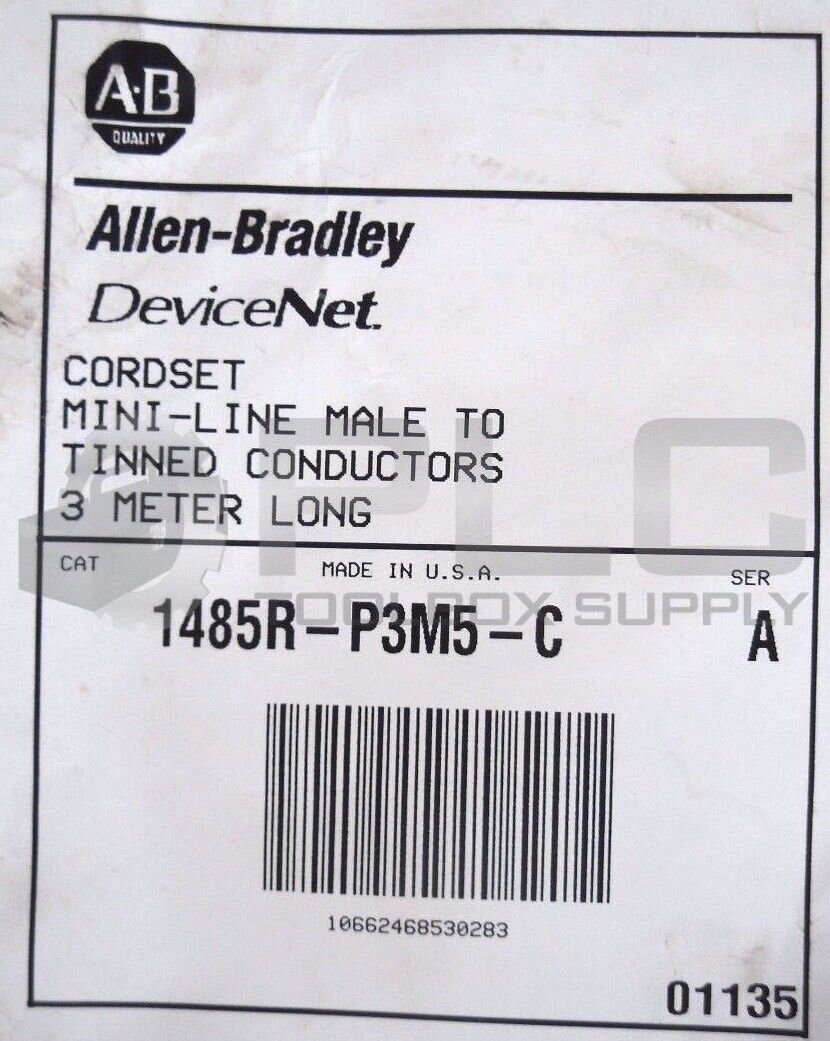 A·B
QUALITY
Allen-Bradley
DeviceNet.
CORDSET
MINI-LINE MALE TO
TINNED CONDUCTORS
3 METER LONG
PLC
TOOLBOX SUPPLY
CAT
MADE IN U.S.A.
SER
1485R-P3M5-C
A
10662468530283
01135